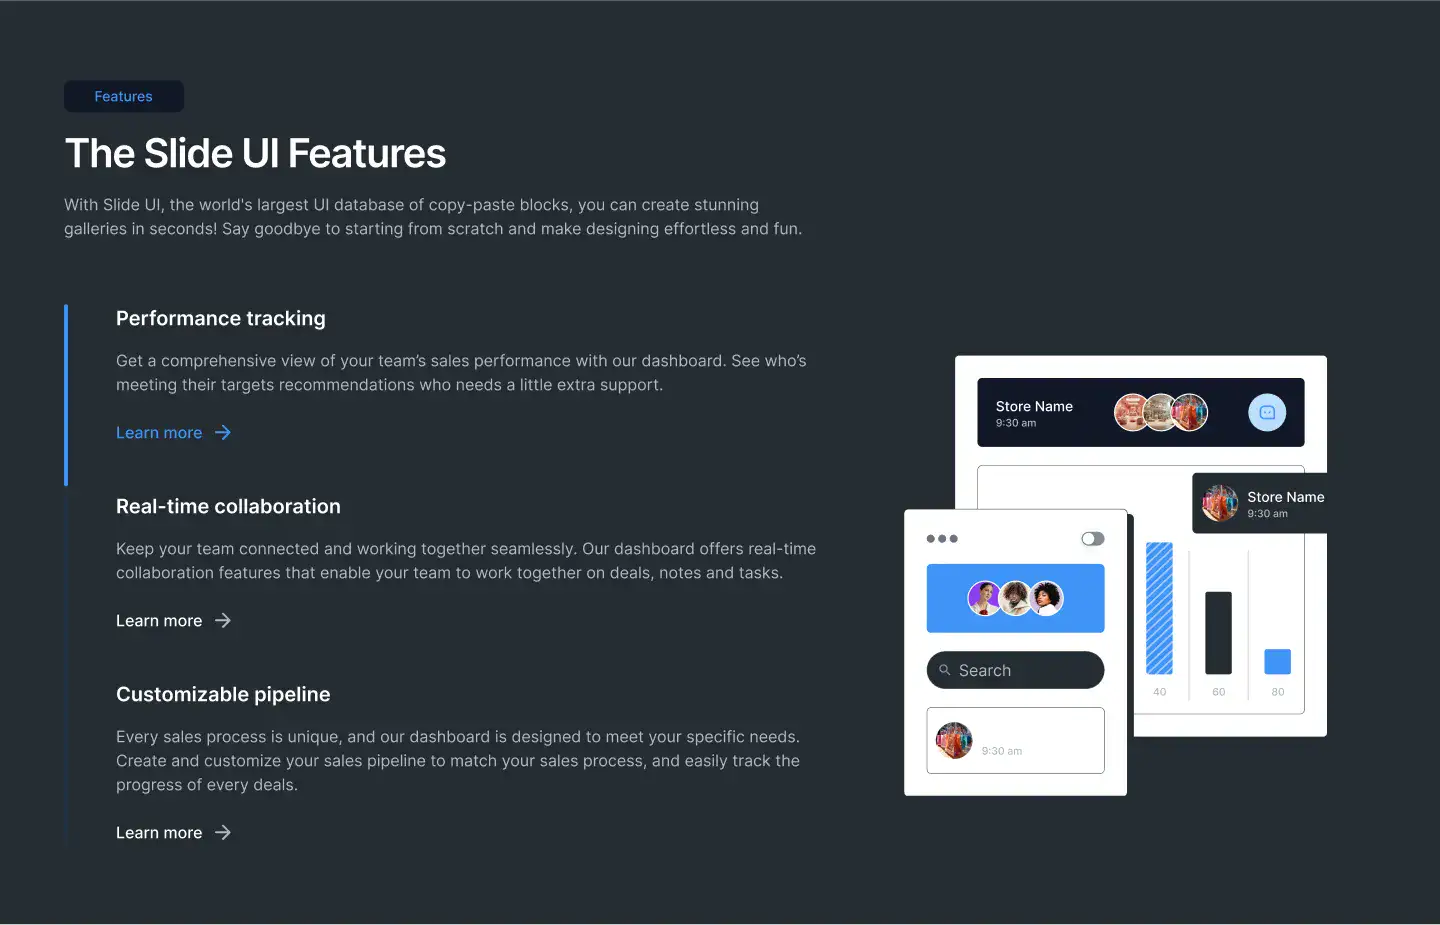 Features
The Slide UI Features
With Slide UI, the world's largest UI database of copy-paste blocks, you can create stunning
galleries in seconds! Say goodbye to starting from scratch and make designing effortless and fun.
Performance tracking
Get a comprehensive view of your team’s sales performance with our dashboard. See who’s
meeting their targets recommendations who needs a little extra support.
Learn more
Real-time collaboration
Keep your team connected and working together seamlessly. Our dashboard offers real-time
collaboration features that enable your team to work together on deals, notes and tasks.
Learn more
Customizable pipeline
Every sales process is unique, and our dashboard is designed to meet your specific needs.
Create and customize your sales pipeline to match your sales process, and easily track the
progress of every deals.
Learn more
Store Name
9:30 am
Store Name
9:30 am
Search
9:30 am
40 60 80